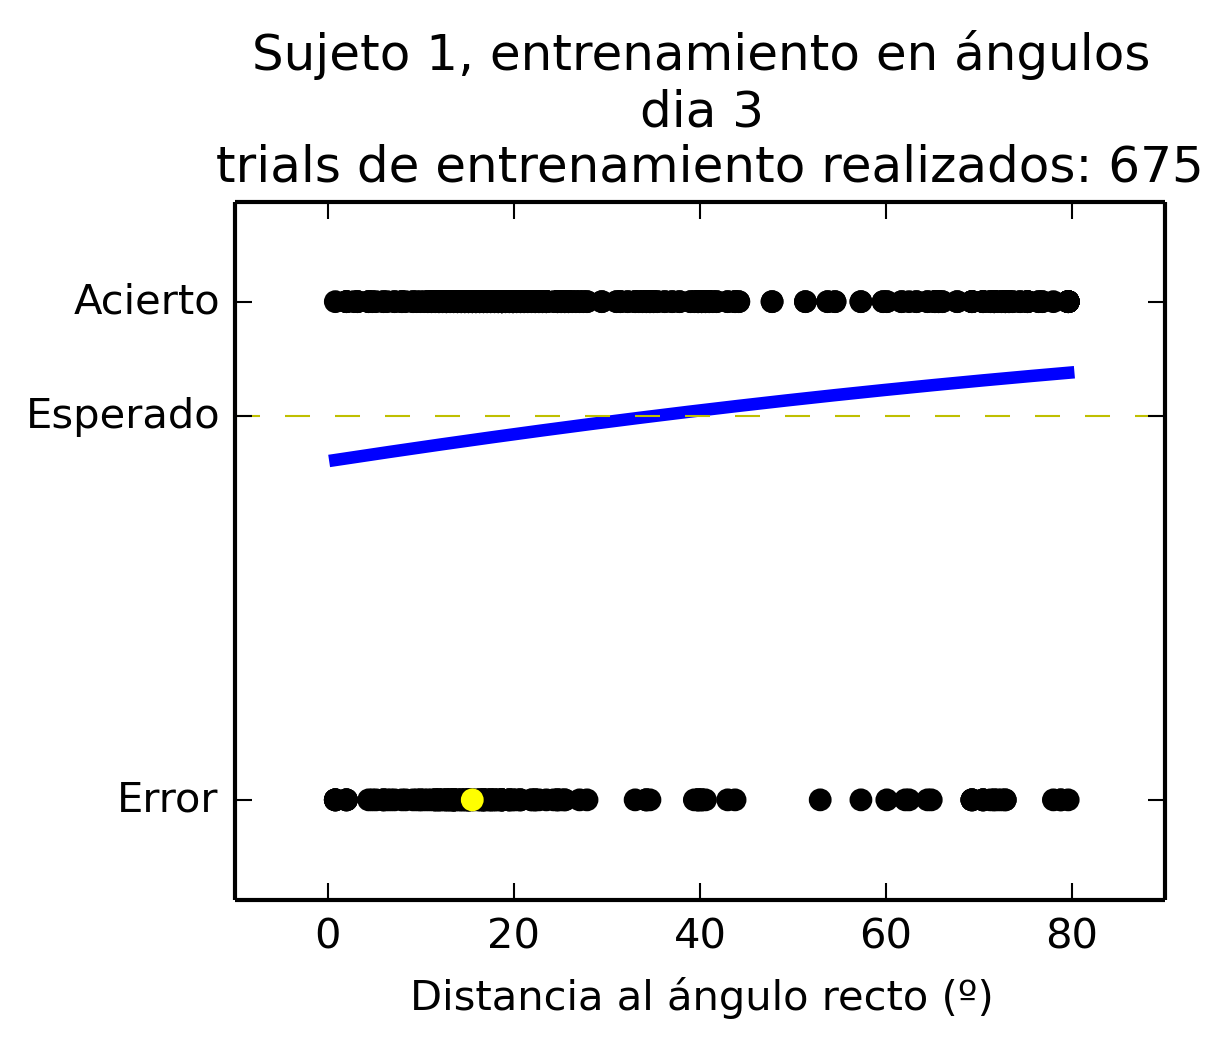 Sujeto 1, entrenamiento en ángulos
dia 3
trials de entrenamiento realizados: 675
Acierto
Esperado
Error
0 20 40 60 80
Distancia al ángulo recto (º)